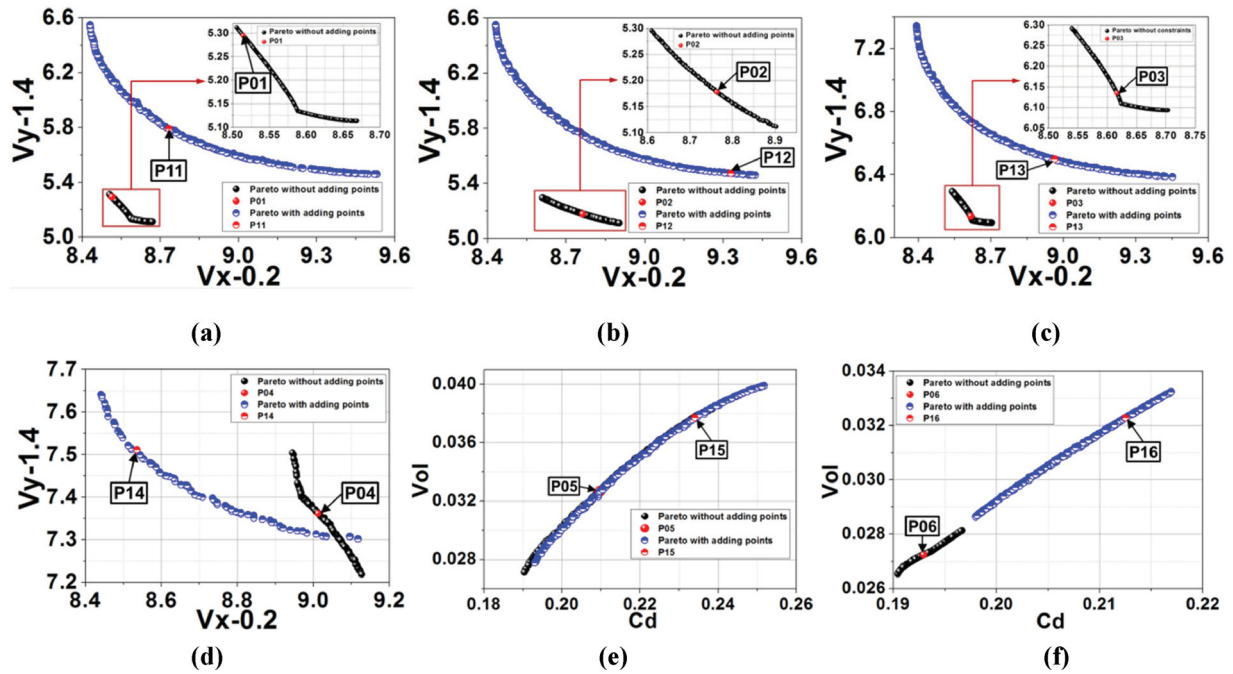 6.6
6.2
5.8
5.4
5.0
Vy-1.4
8.4 8.7 9.0 9.3 9.6
Vx-0.2
5.30
5.25
5.20
5.15
5.10
8.50 8.55 8.60 8.65 8.70
Pareto without adding points
P01
P01
P11
Pareto without adding points
P01
Pareto with adding points
P11
(a)
6.6
6.2
5.8
5.4
5.0
Vy-1.4
8.4 8.7 9.0 9.3 9.6
Vx-0.2
5.30
5.25
5.20
5.15
5.10
8.6 8.7 8.8 8.9
Pareto without adding points
P02
P02
P12
Pareto without adding points
P02
Pareto with adding points
P12
(b)
7.2
6.8
6.4
6.0
Vy-1.4
8.4 8.7 9.0 9.3 9.6
Vx-0.2
6.30
6.25
6.20
6.15
6.10
6.05
8.50 8.55 8.60 8.65 8.70 8.75
Pareto without constraints
P03
P03
P13
Pareto without adding points
P03
Pareto with adding points
P13
(c)
7.7
7.6
7.5
7.4
7.3
7.2
Vy-1.4
8.4 8.6 8.8 9.0 9.2
Vx-0.2
Pareto without adding points
P04
Pareto with adding points
P14
P14
P04
(d)
0.040
0.036
0.032
0.028
Vol
0.18 0.20 0.22 0.24 0.26
Cd
P05
P15
Pareto without adding points
P05
Pareto with adding points
P15
(e)
0.034
0.032
0.030
0.028
0.026
Vol
0.19 0.20 0.21 0.22
Cd
Pareto without adding points
P06
Pareto with adding points
P16
P16
P06
(f)